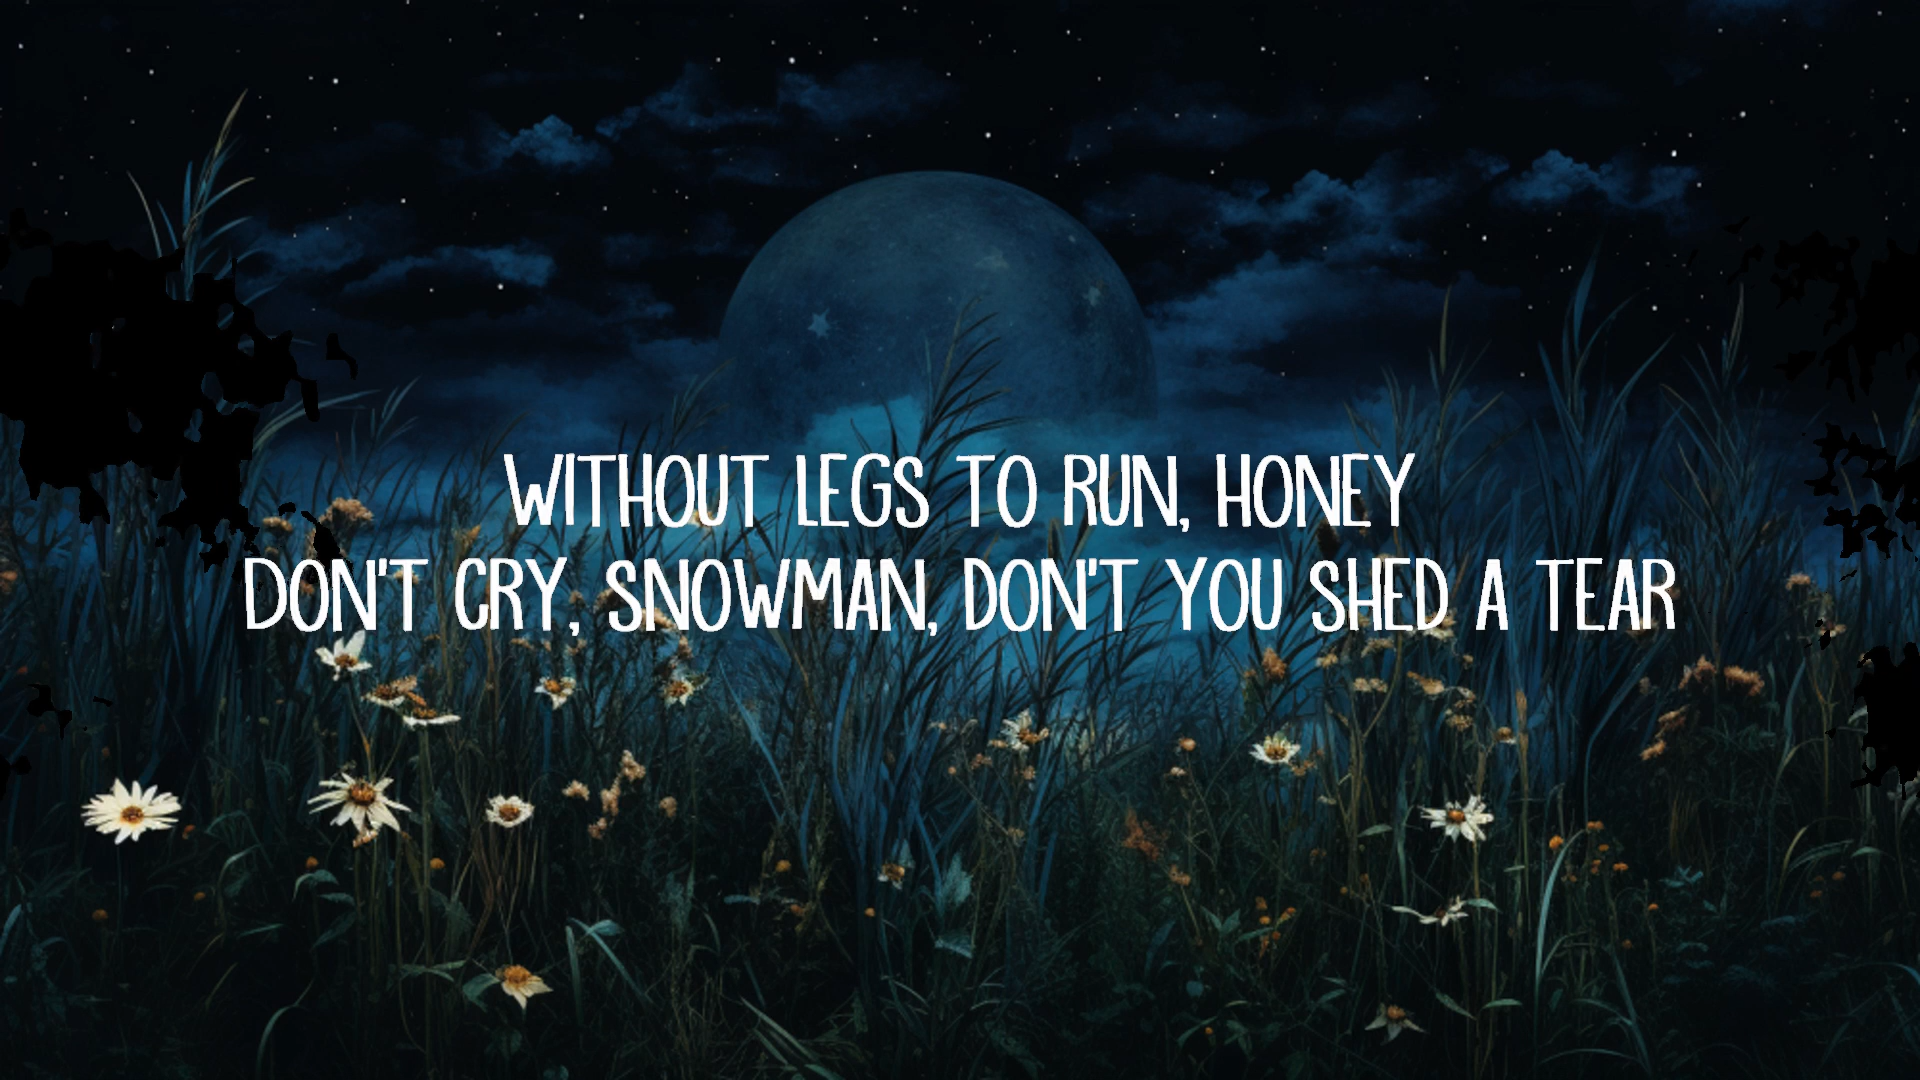 WITHOUT LEGS TO RUN, HONEY
DON'T CRY, SNOWMAN, DON'T YOU SHED A TEAR